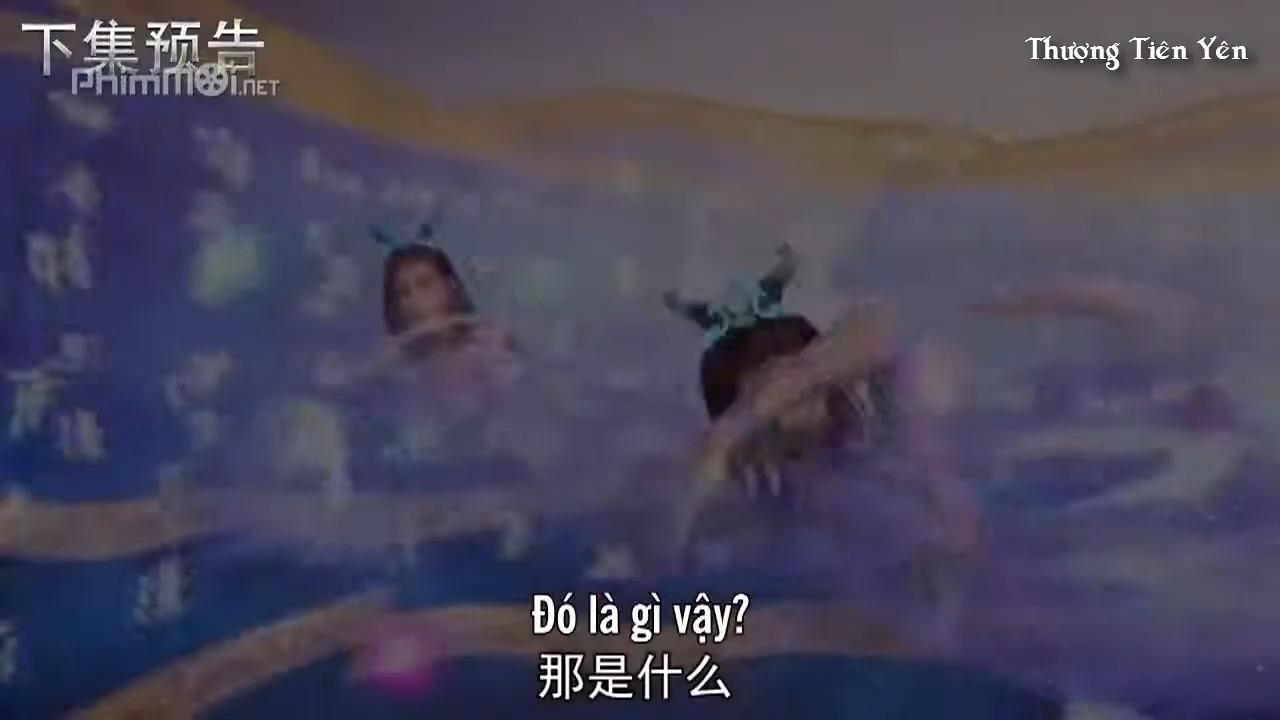 下集预告
PhimMoi.NET
Thượng Tiên Yên
Đó là gì vậy?
那是什么